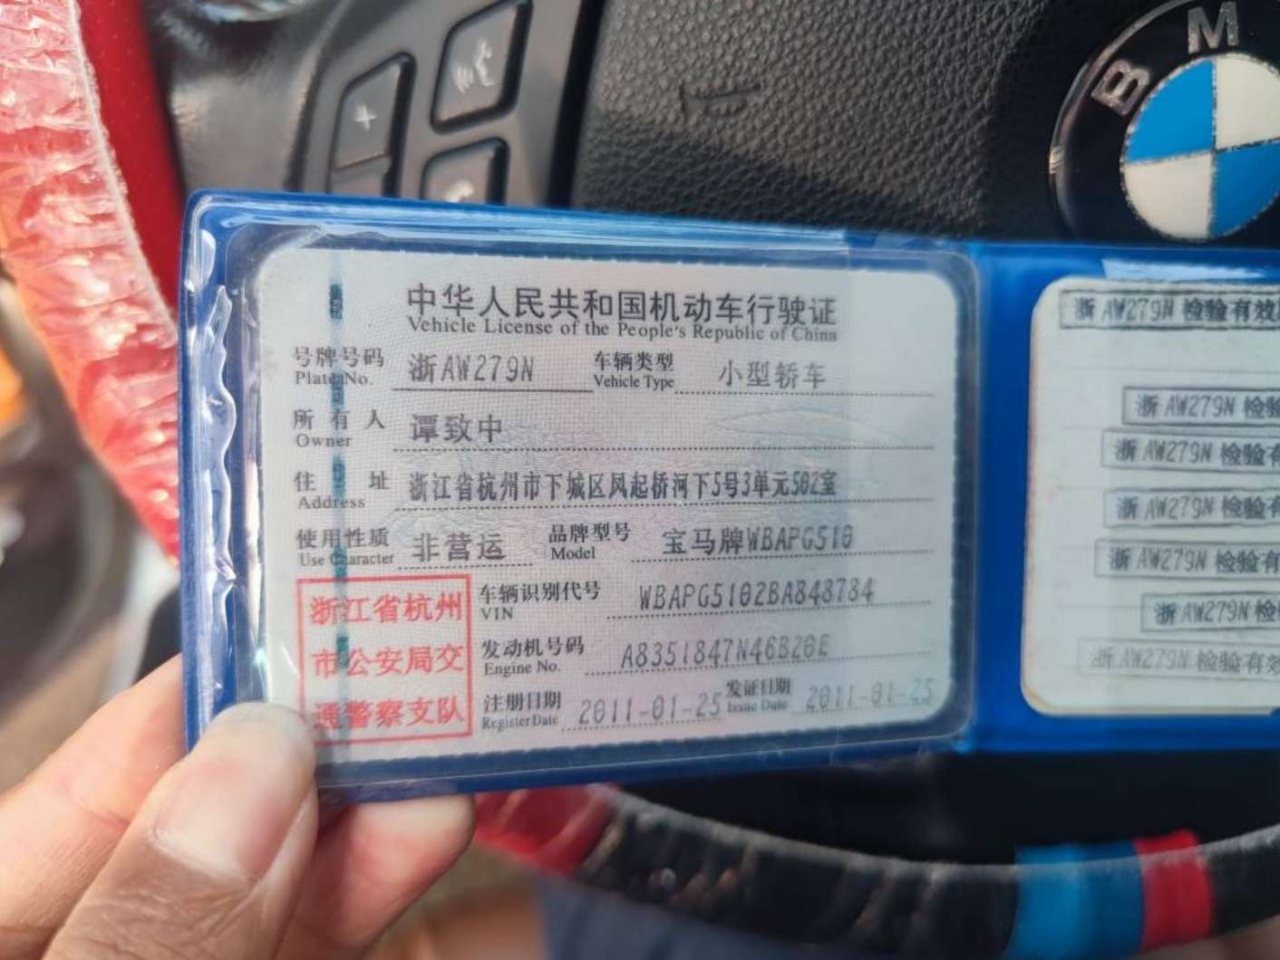 BM
中华人民共和国机动车行驶证
Vehicle License of the People's Republic of China
号牌号码 浙AW279N 车辆类型 小型轿车
Plate No. Vehicle Type
所有人 谭致中
Owner
住址 浙江省杭州市下城区凤起桥河下5号3单元502室
Address
使用性质 非营运 品牌型号 宝马牌WBAPG510
Use Character Model
浙江省杭州
市公安局交
通警察支队
车辆识别代号 WBAPG5102BA848784
VIN
发动机号码 A8351847N46B20E
Engine No.
注册日期 2011-01-25 发证日期 2011-01-25
Register Date Issue Date
浙AW279N 检验有效
浙AW279N 检验
浙AW279N 检验有
浙AW279N 检验有
浙AW279N 检验有
浙AW279N 检
浙AW279N 检验有效